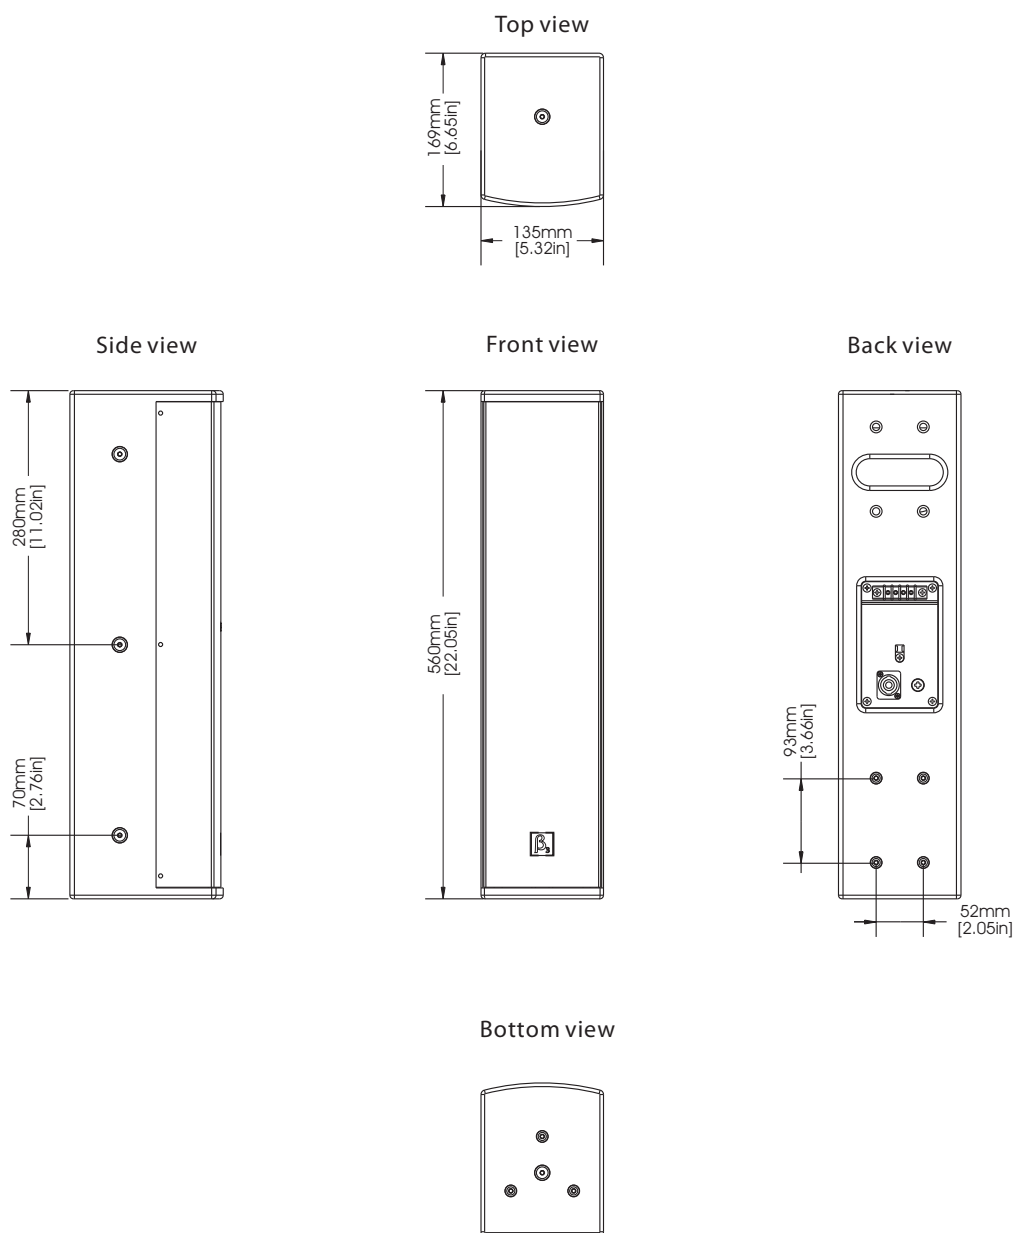 Top view
169mm
[6.65in]
135mm
[5.32in]
Side view
Front view
Back view
280mm
[11.02in]
70mm
[2.76in]
560mm
[22.05in]
β3
93mm
[3.66in]
52mm
[2.05in]
Bottom view